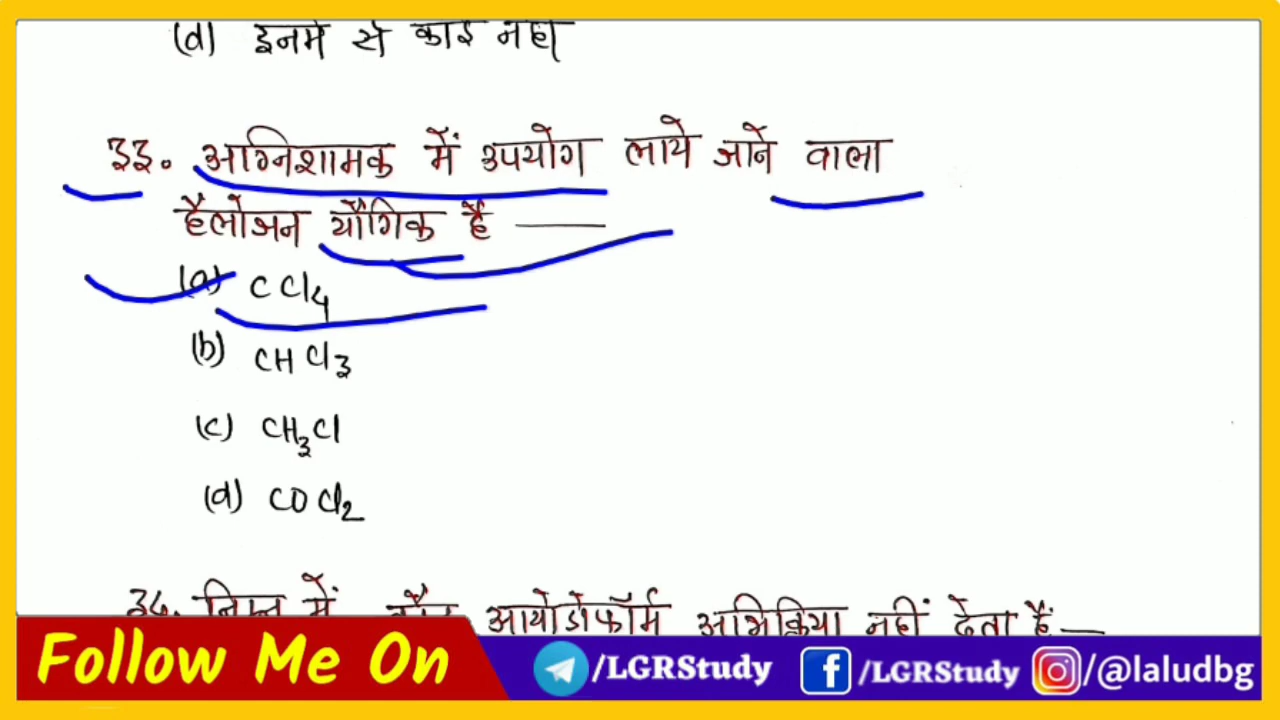 (d) इनमें से कोई नहीं
33. अग्निशामक में उपयोग लाये जाने वाला
हैलोजन यौगिक है ——
(a) CCl4
(b) CHCl3
(c) CH3Cl
(d) COCl2
34. निम्न में कौन आयोडोफॉर्म अभिक्रिया नहीं देता है—
Follow Me On
/LGRStudy
/LGRStudy
/@laludbg